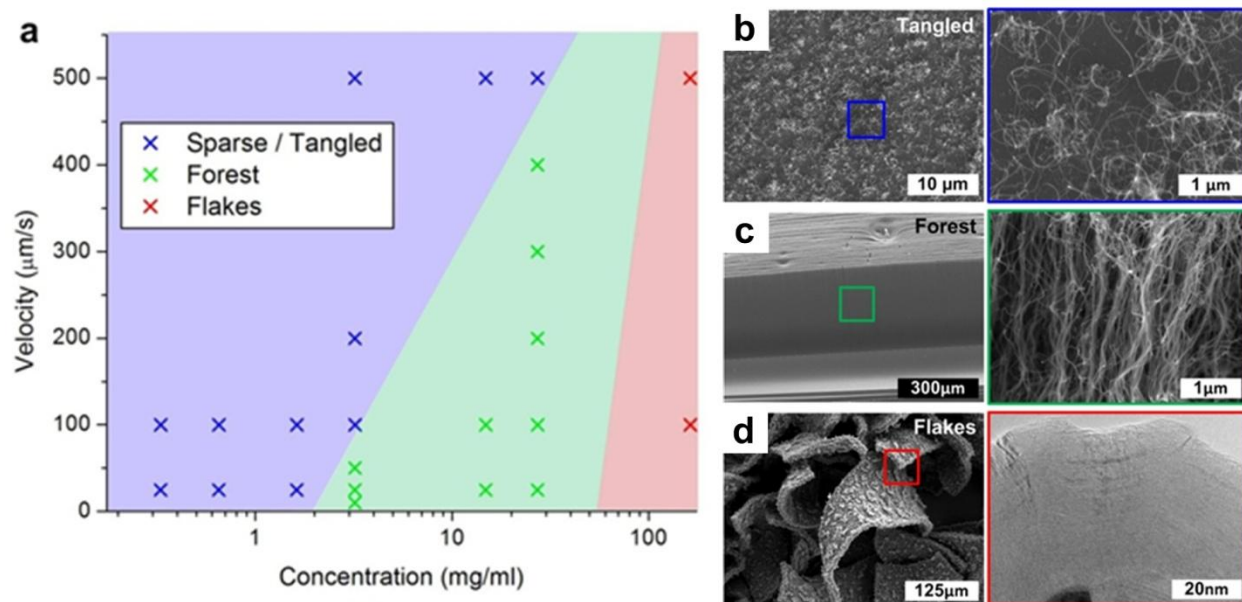 a
500
400
300
200
100
0
Velocity (μm/s)
Sparse / Tangled
Forest
Flakes
1
10
100
Concentration (mg/ml)
b
Tangled
10 μm
1 μm
c
Forest
300μm
1μm
d
Flakes
125μm
20nm